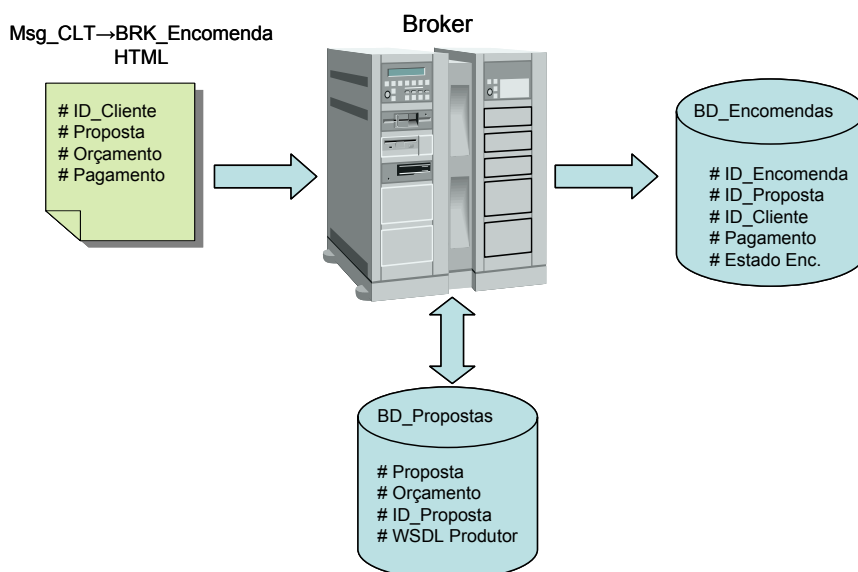 Broker
Msg_CLT→BRK_Encomenda
HTML
# ID_Cliente
# Proposta
# Orçamento
# Pagamento
BD_Encomendas
# ID_Encomenda
# ID_Proposta
# ID_Cliente
# Pagamento
# Estado Enc.
BD_Propostas
# Proposta
# Orçamento
# ID_Proposta
# WSDL Produtor